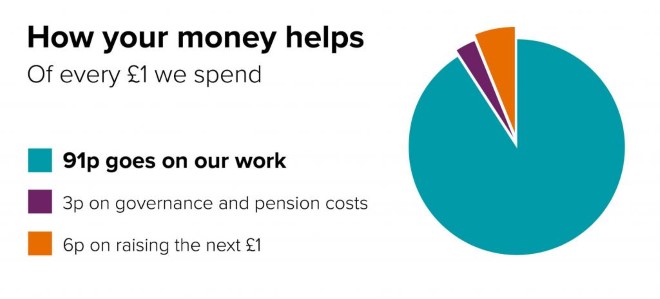 How your money helps
Of every £1 we spend
91p goes on our work
3p on governance and pension costs
6p on raising the next £1